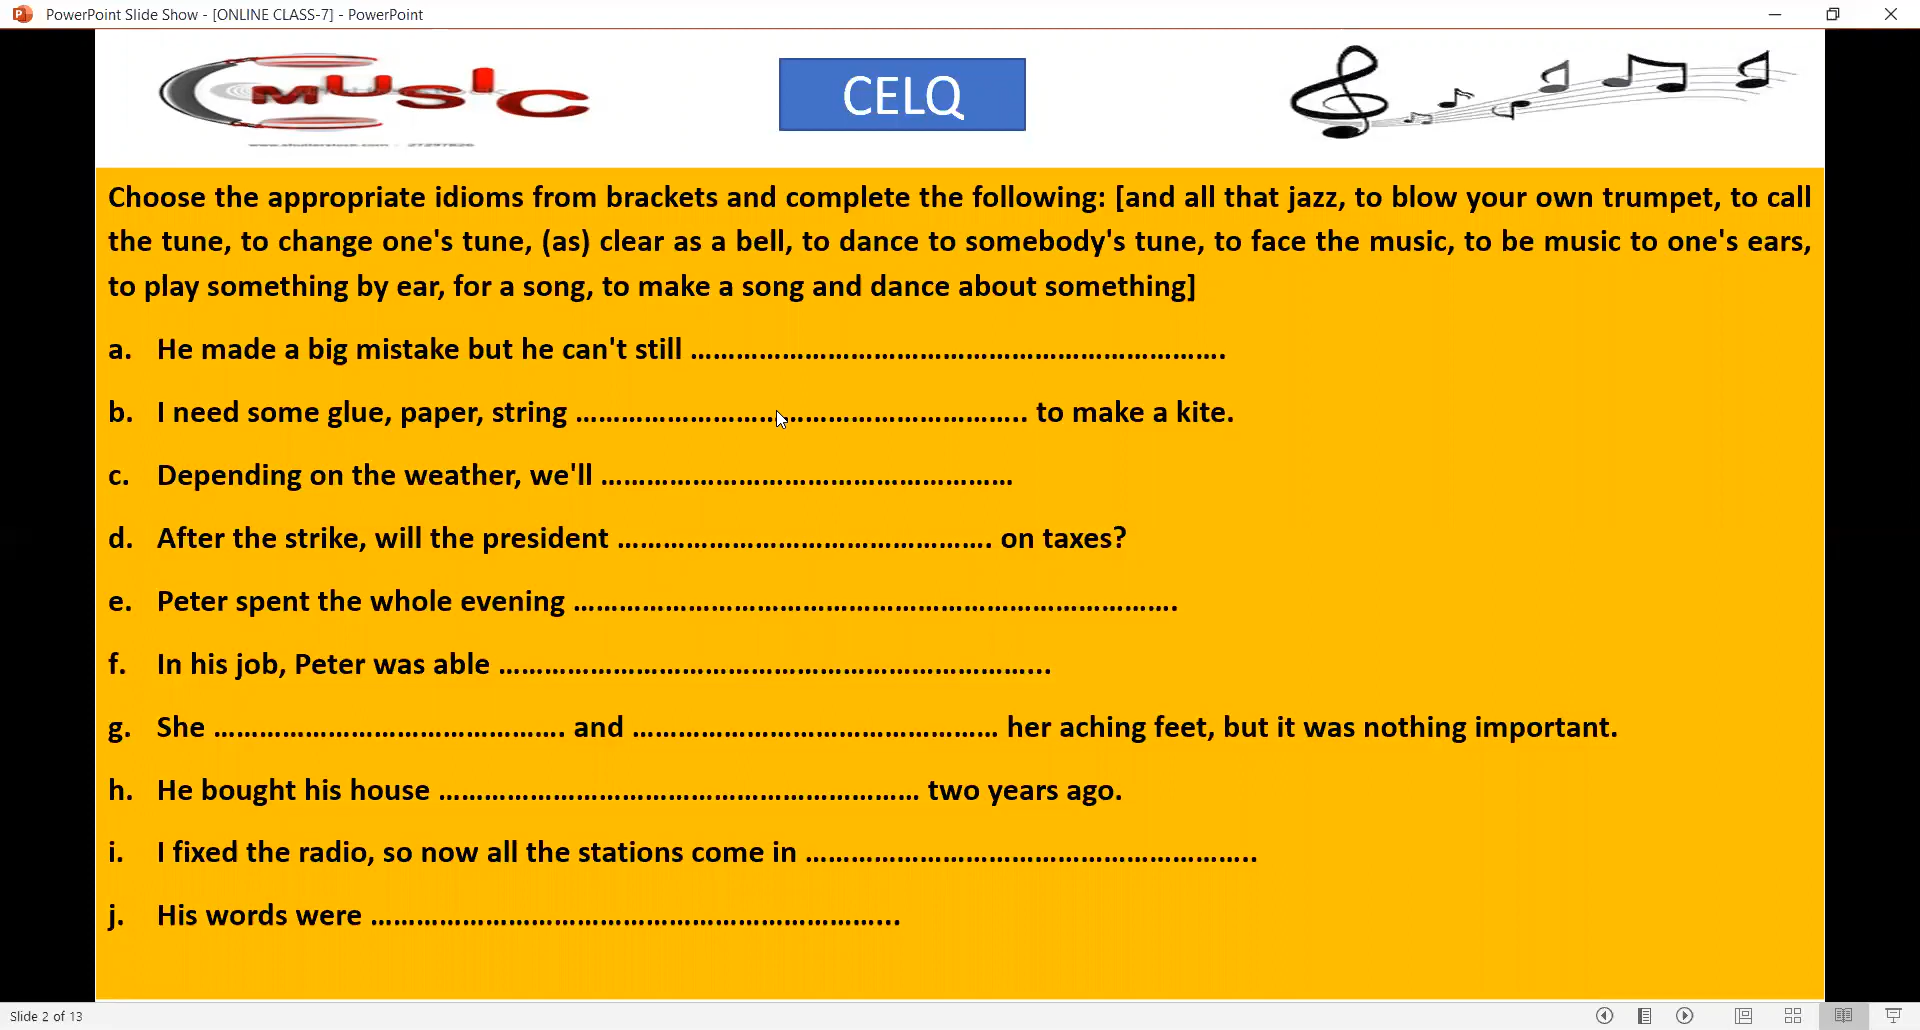 PowerPoint Slide Show - [ONLINE CLASS-7] - PowerPoint
MUSIC
www.shutterstock.com · 27297826
CELQ
Choose the appropriate idioms from brackets and complete the following: [and all that jazz, to blow your own trumpet, to call
the tune, to change one's tune, (as) clear as a bell, to dance to somebody's tune, to face the music, to be music to one's ears,
to play something by ear, for a song, to make a song and dance about something]
a. He made a big mistake but he can't still ……………………………………………………………….
b. I need some glue, paper, string …………………………………………………….. to make a kite.
c. Depending on the weather, we'll ………………………………………………
d. After the strike, will the president …………………………………………. on taxes?
e. Peter spent the whole evening ……………………………………………………………………….
f. In his job, Peter was able ………………………………………………………………...
g. She ………………………………………. and ………………………………………… her aching feet, but it was nothing important.
h. He bought his house ……………………………………………………… two years ago.
i. I fixed the radio, so now all the stations come in …………………………………………………..
j. His words were …………………………………………………………...
Slide 2 of 13